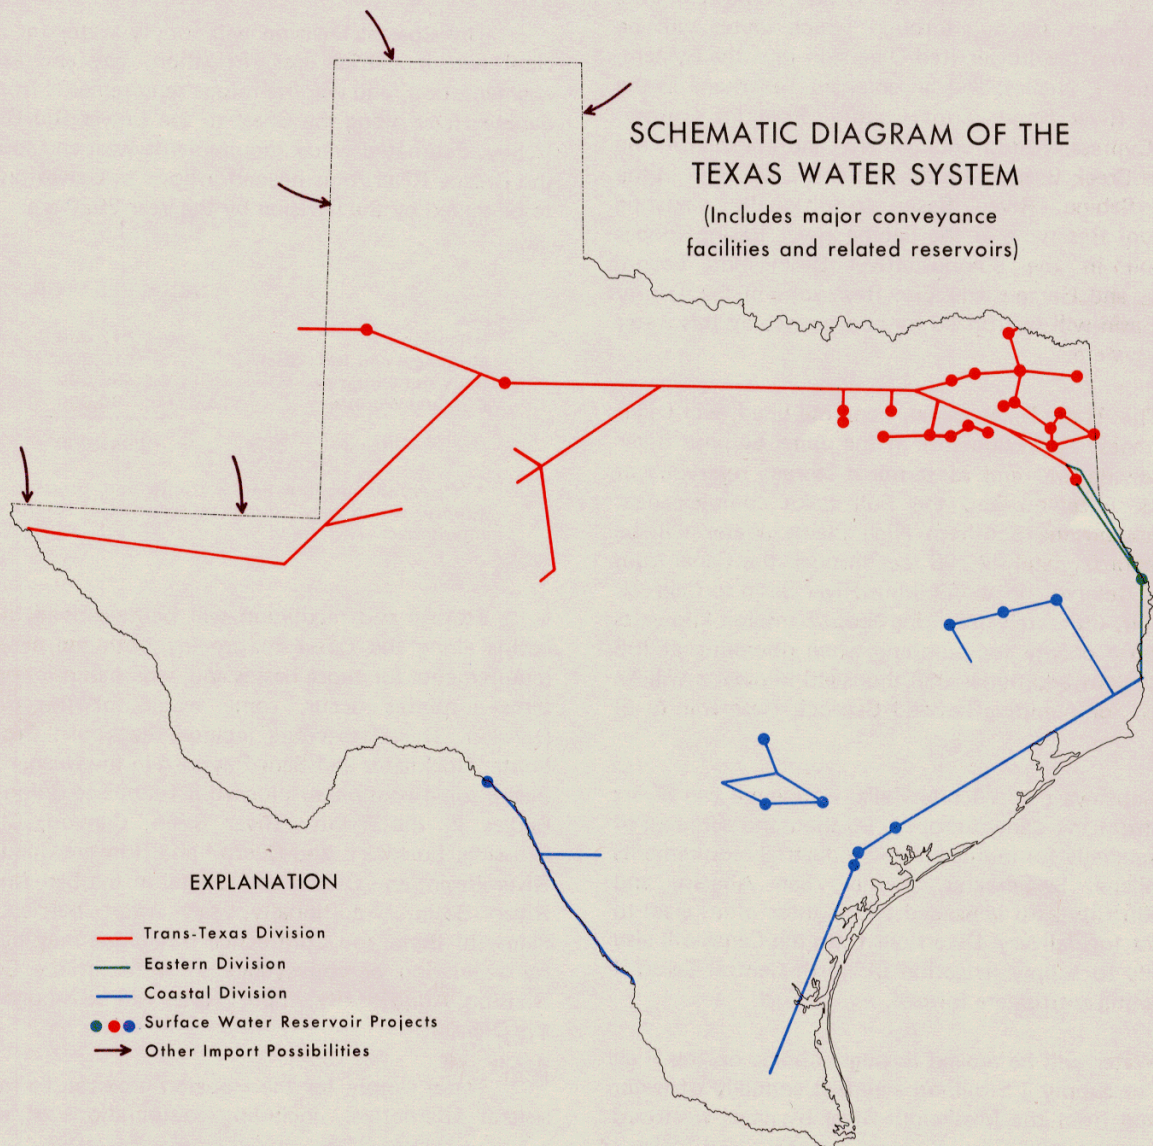 SCHEMATIC DIAGRAM OF THE
TEXAS WATER SYSTEM
(Includes major conveyance
facilities and related reservoirs)
EXPLANATION
Trans-Texas Division
Eastern Division
Coastal Division
Surface Water Reservoir Projects
Other Import Possibilities